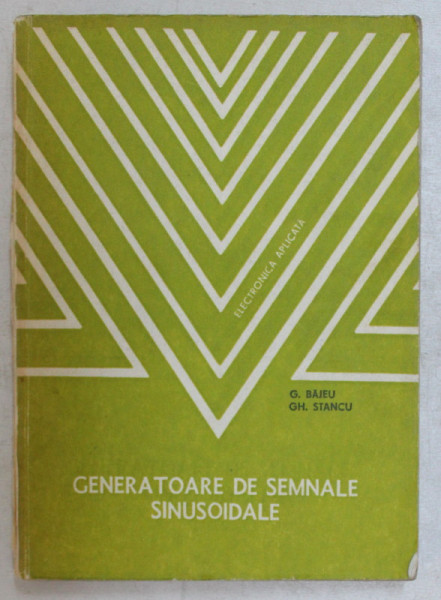 ELECTRONICA APLICATA
G. BĂJEU
GH. STANCU
GENERATOARE DE SEMNALE
SINUSOIDALE